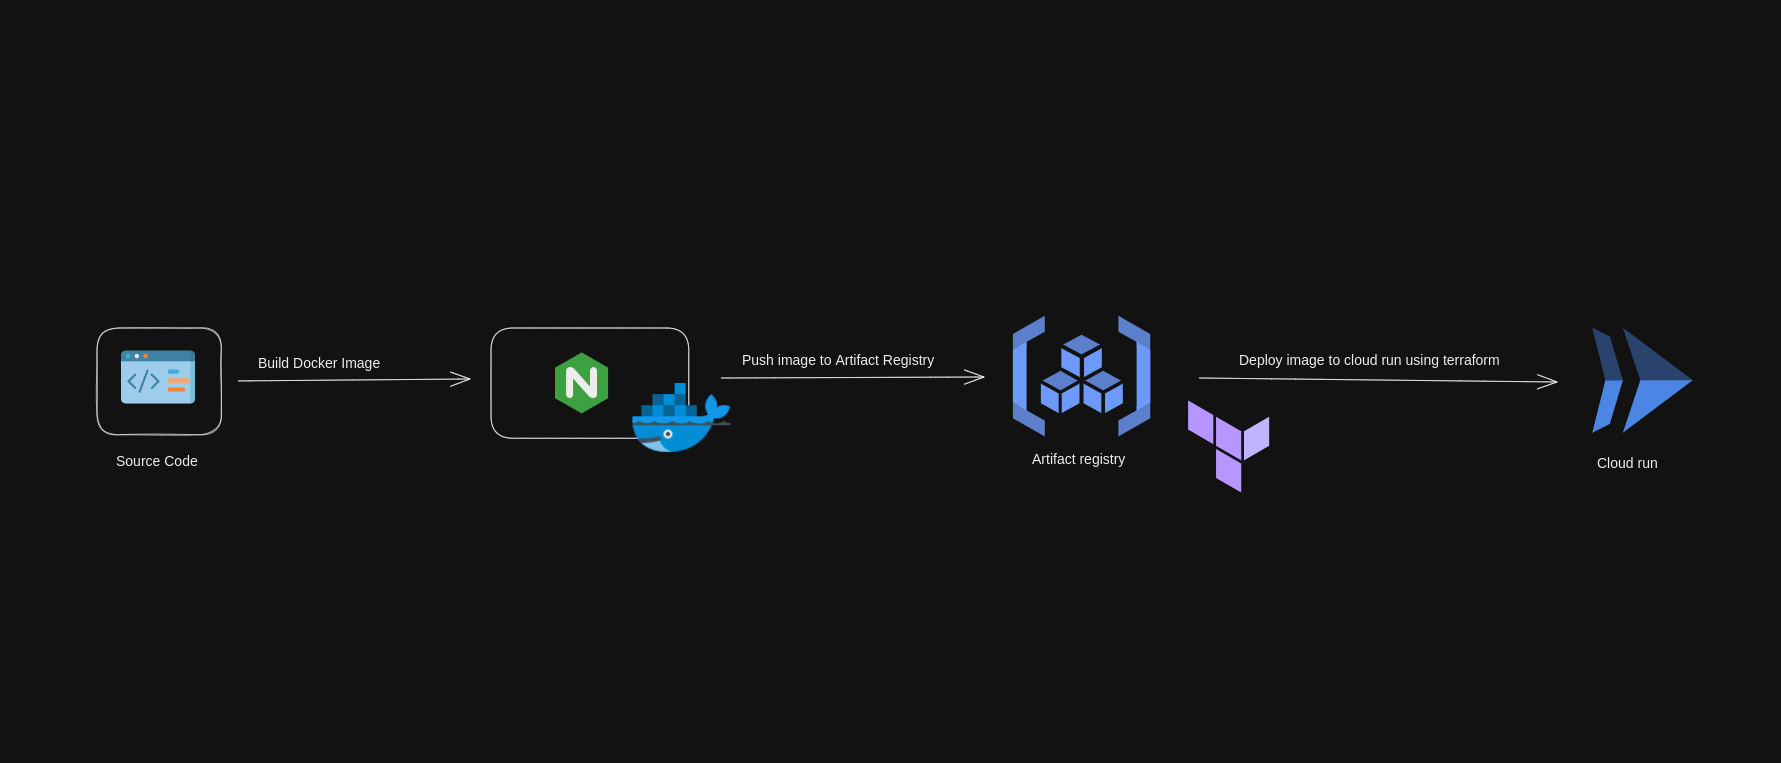 Build Docker Image
Push image to Artifact Registry
Deploy image to cloud run using terraform
N
Source Code
Artifact registry
Cloud run